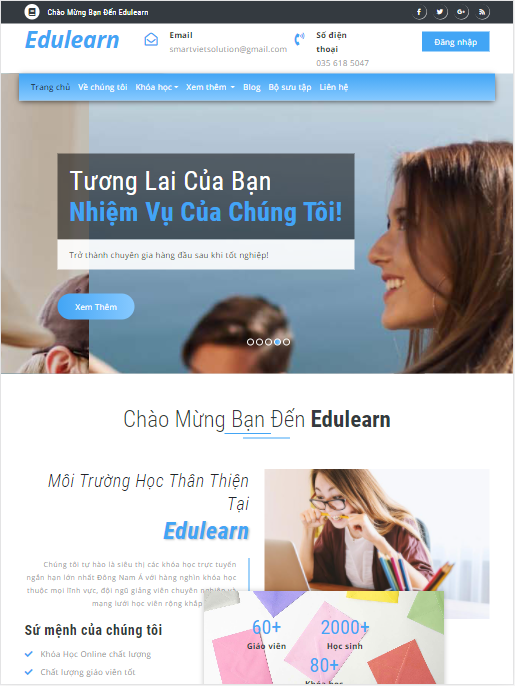 Chào Mừng Bạn Đến Edulearn
Edulearn
Email
smartvietsolution@gmail.com
Số điện
thoại
035 618 5047
Đăng nhập
Trang chủ Về chúng tôi Khóa học Xem thêm Blog Bộ sưu tập Liên hệ
Tương Lai Của Bạn
Nhiệm Vụ Của Chúng Tôi!
Trở thành chuyên gia hàng đầu sau khi tốt nghiệp!
Xem Thêm
Chào Mừng Bạn Đến Edulearn
Môi Trường Học Thân Thiện
Tại
Edulearn
Chúng tôi tự hào là siêu thị các khóa học trực tuyến
ngắn hạn lớn nhất Đông Nam Á với hàng nghìn khóa học
thuộc mọi lĩnh vực, đội ngũ giảng viên chuyên nghiệp và
mạng lưới học viên rộng khắp
Sứ mệnh của chúng tôi
Khóa Học Online chất lượng
Chất lượng giáo viên tốt
60+
Giáo viên
2000+
Học sinh
80+
Khóa học